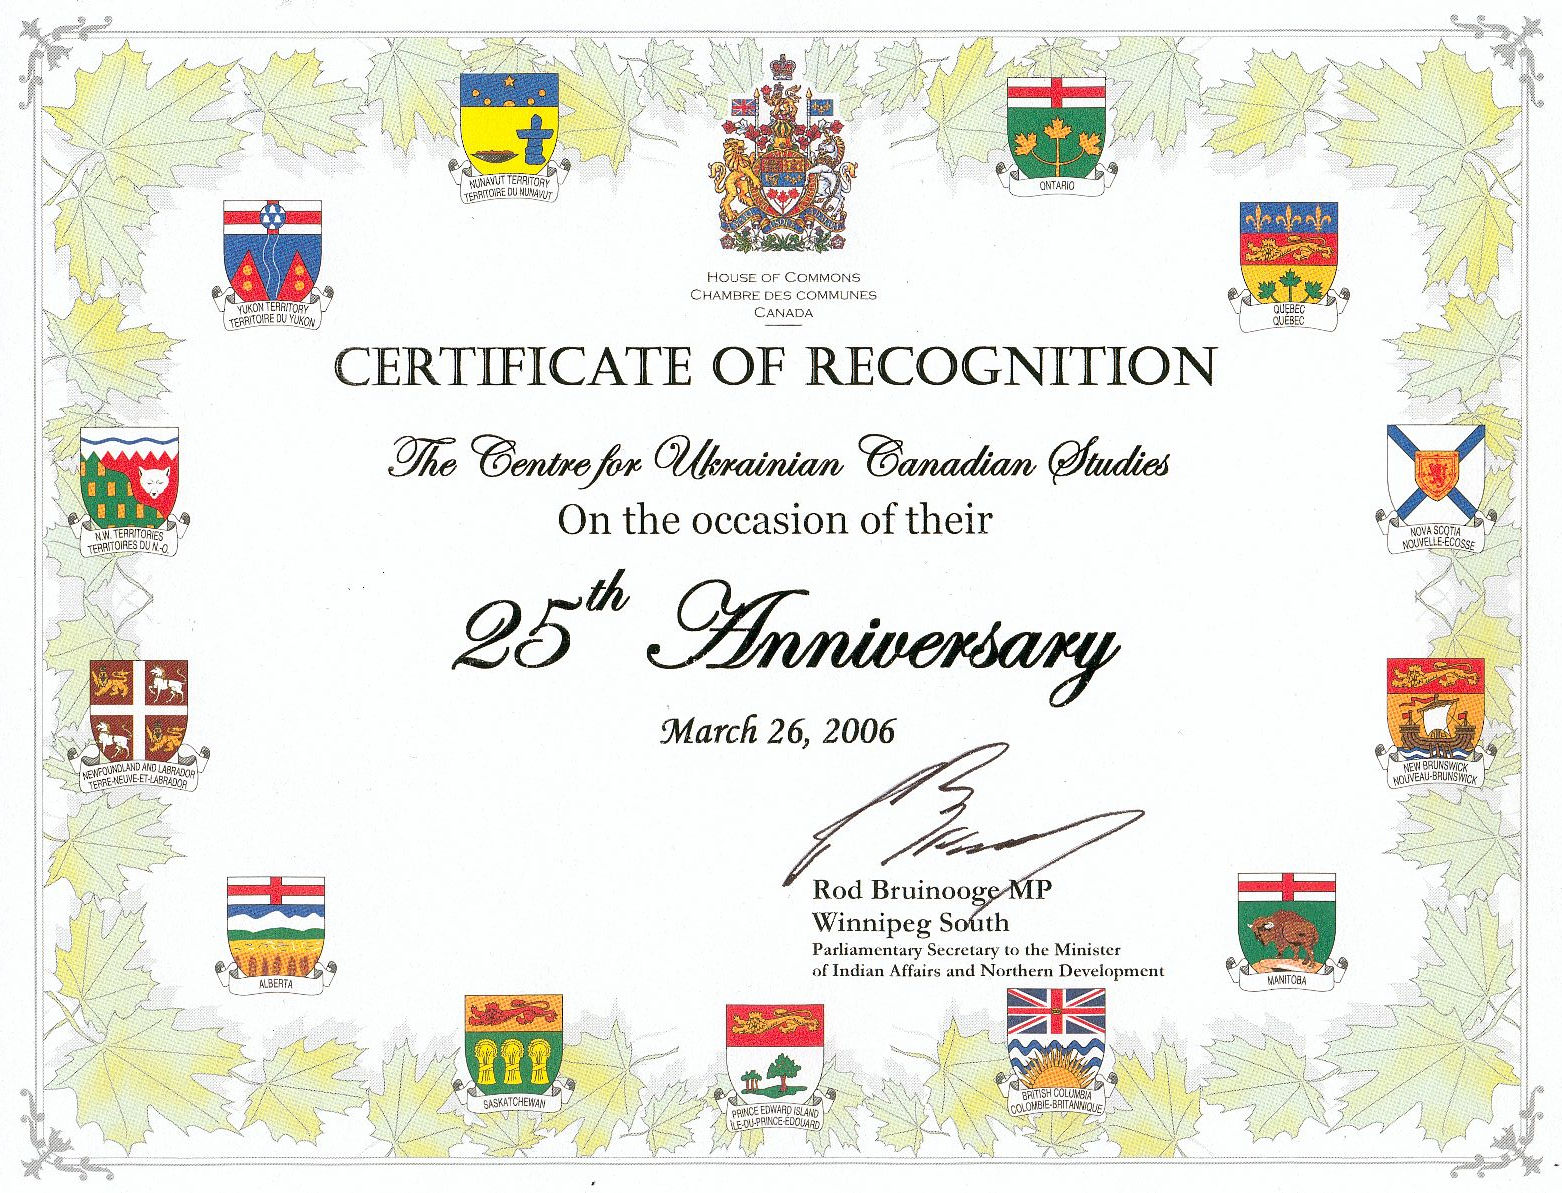 HOUSE OF COMMONS
CHAMBRE DES COMMUNES
CANADA
NUNAVUT TERRITORY
TERRITOIRE DU NUNAVUT
ONTARIO
YUKON TERRITORY
TERRITOIRE DU YUKON
QUÉBEC
QUÉBEC
CERTIFICATE OF RECOGNITION
The Centre for Ukrainian Canadian Studies
On the occasion of their
25th Anniversary
March 26, 2006
N.W. TERRITORIES
TERRITOIRES DU N.-O.
NOVA SCOTIA
NOUVELLE-ÉCOSSE
NEWFOUNDLAND AND LABRADOR
TERRE-NEUVE-ET-LABRADOR
NEW BRUNSWICK
NOUVEAU-BRUNSWICK
Rod Bruinooge MP
Winnipeg South
Parliamentary Secretary to the Minister
of Indian Affairs and Northern Development
ALBERTA
MANITOBA
SASKATCHEWAN
PRINCE EDWARD ISLAND
ÎLE-DU-PRINCE-ÉDOUARD
BRITISH COLUMBIA
COLOMBIE-BRITANNIQUE